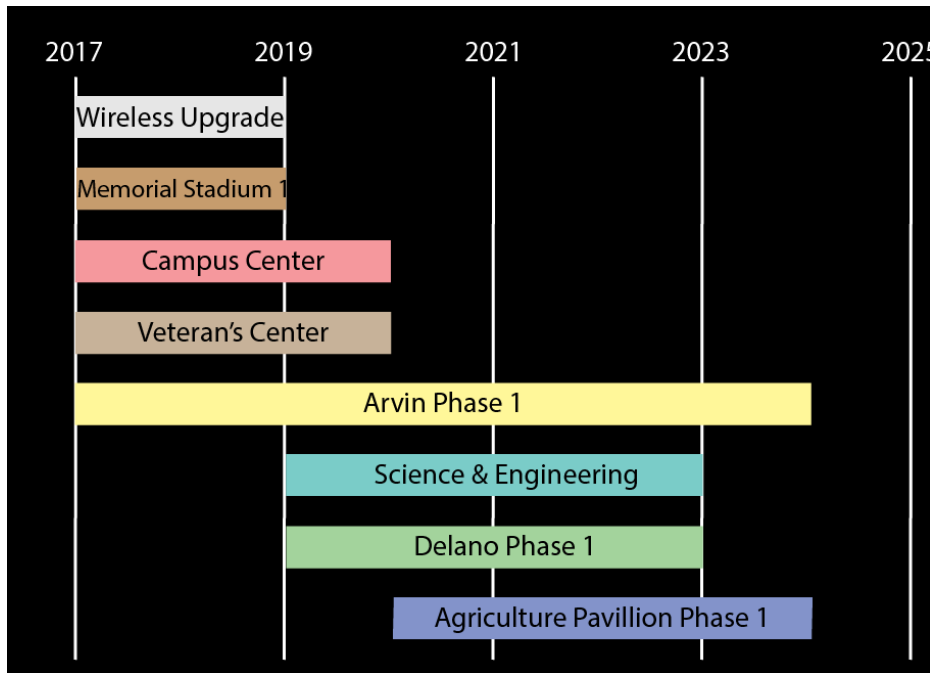 2017 2019 2021 2023 2025
Wireless Upgrade
Memorial Stadium 1
Campus Center
Veteran’s Center
Arvin Phase 1
Science & Engineering
Delano Phase 1
Agriculture Pavillion Phase 1